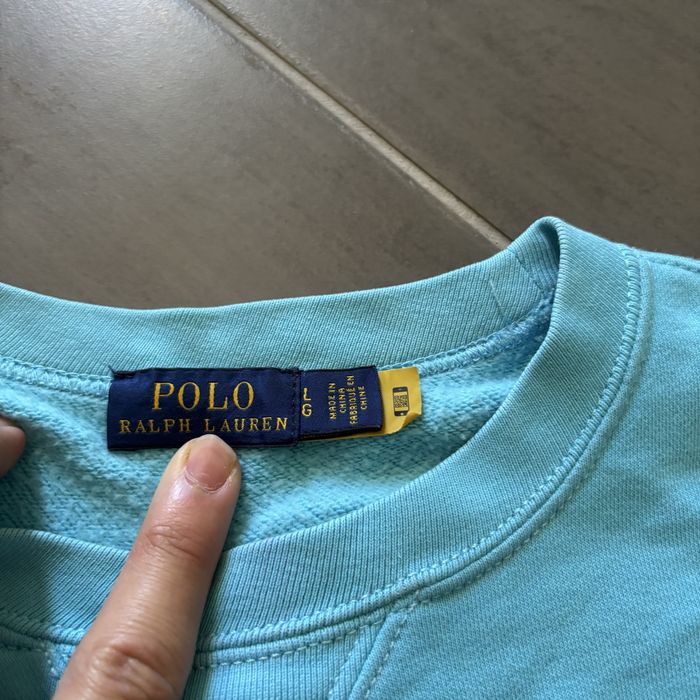 POLO
RALPH LAUREN
L
G
MADE IN
CHINA
FABRIQUÉ EN
CHINE